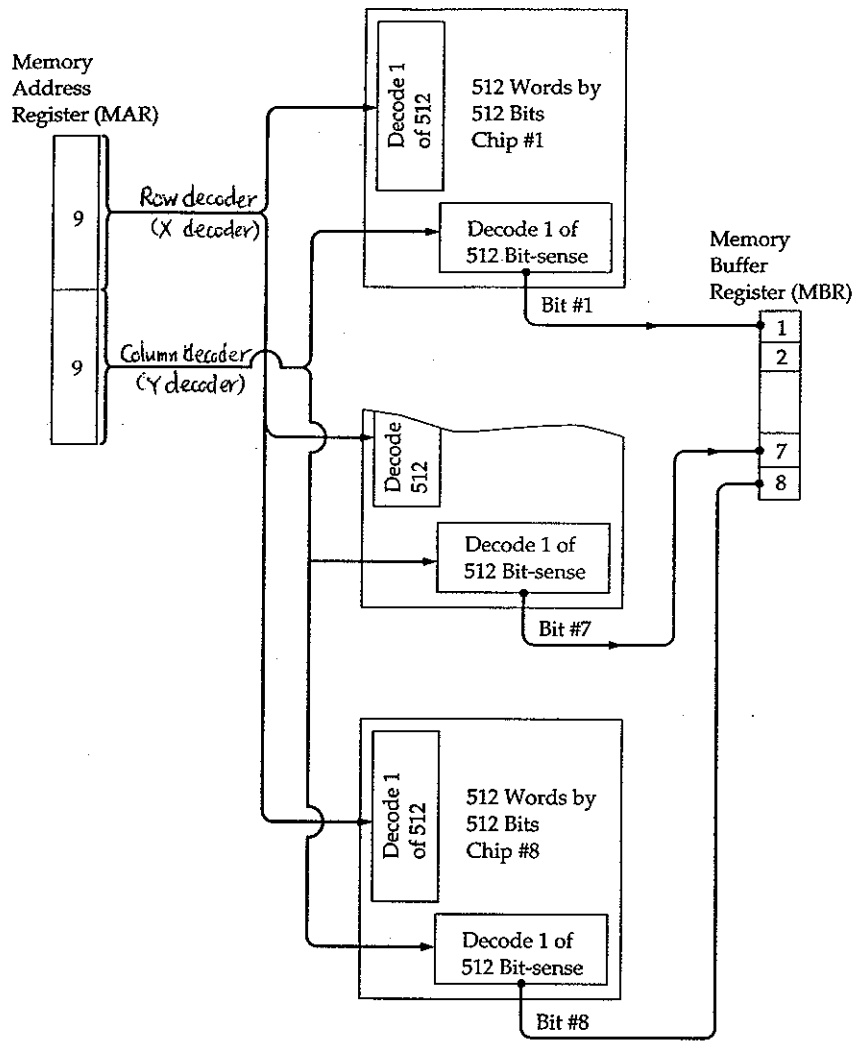 Memory
Address
Register (MAR)
9
9
Row decoder
(X decoder)
Column decoder
(Y decoder)
Decode 1
of 512
512 Words by
512 Bits
Chip #1
Decode 1 of
512 Bit-sense
Bit #1
Memory
Buffer
Register (MBR)
1
2
7
8
Decode
512
Decode 1 of
512 Bit-sense
Bit #7
Decode 1
of 512
512 Words by
512 Bits
Chip #8
Decode 1 of
512 Bit-sense
Bit #8